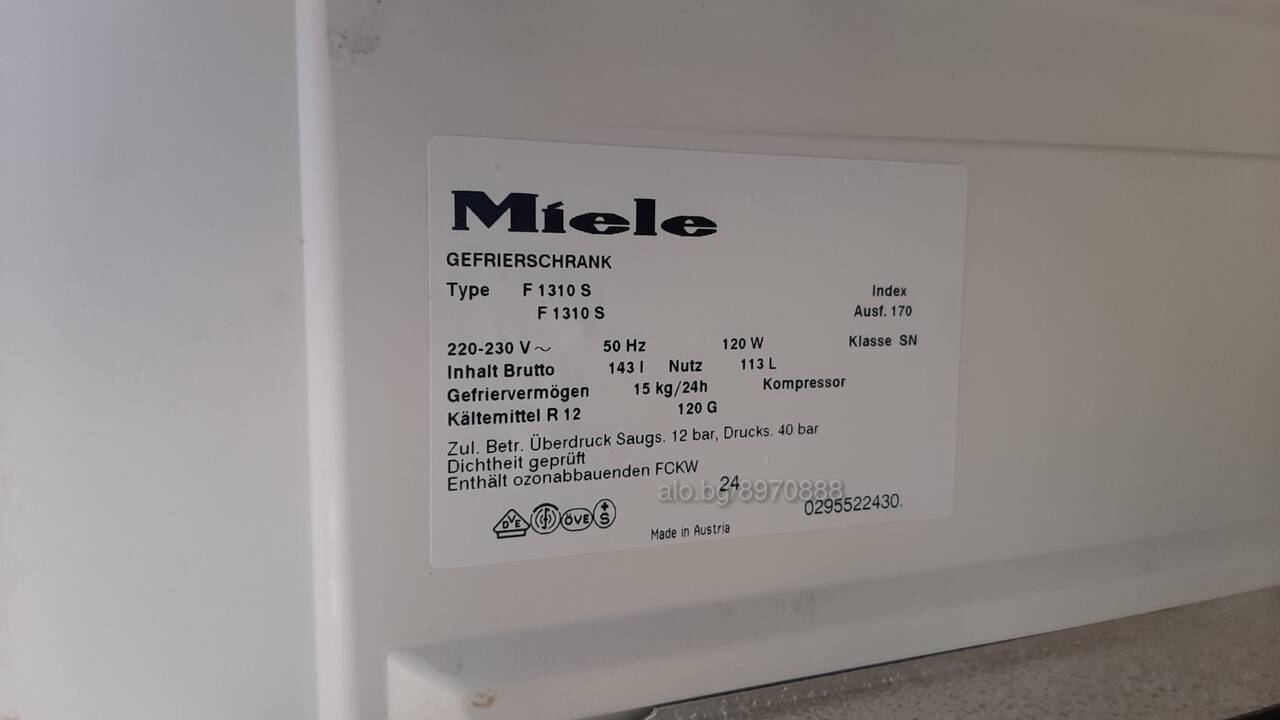 Miele
GEFRIERSCHRANK
Type F 1310 S Index
F 1310 S Ausf. 170
220-230 V ~ 50 Hz 120 W Klasse SN
Inhalt Brutto 143 l Nutz 113 L
Gefriervermögen 15 kg/24h Kompressor
Kältemittel R 12 120 G
Zul. Betr. Überdruck Saugs. 12 bar, Drucks. 40 bar
Dichtheit geprüft
Enthält ozonabbauenden FCKW
24
alo.bg/8970888
0295522430.
DVE ÖVE +S
Made in Austria